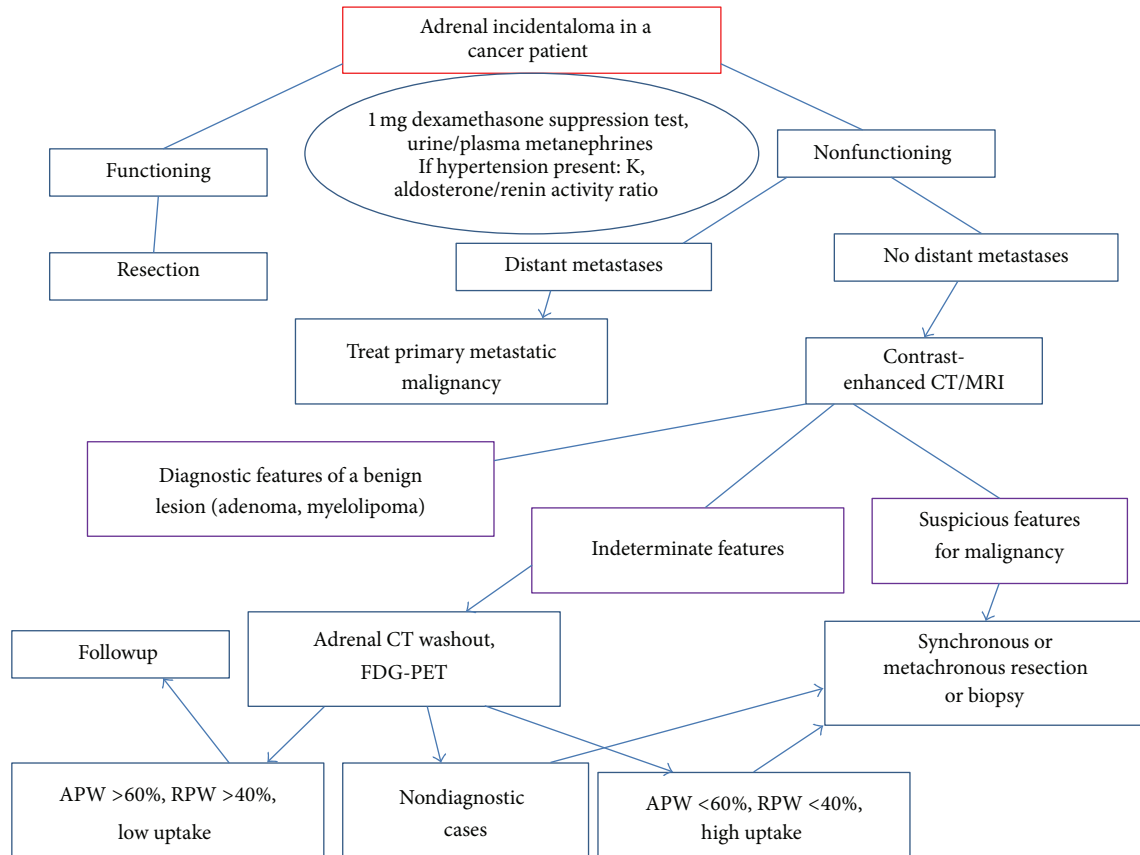 Adrenal incidentaloma in a
cancer patient
1 mg dexamethasone suppression test,
urine/plasma metanephrines
If hypertension present: K,
aldosterone/renin activity ratio
Functioning
Nonfunctioning
Resection
Distant metastases
No distant metastases
Treat primary metastatic
malignancy
Contrast-
enhanced CT/MRI
Diagnostic features of a benign
lesion (adenoma, myelolipoma)
Indeterminate features
Suspicious features
for malignancy
Followup
Adrenal CT washout,
FDG-PET
Synchronous or
metachronous resection
or biopsy
APW >60%, RPW >40%,
low uptake
Nondiagnostic
cases
APW <60%, RPW <40%,
high uptake